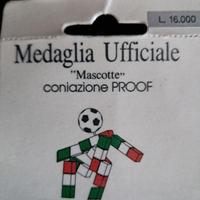 L. 16.000
Medaglia Ufficiale
"Mascotte"
coniazione PROOF